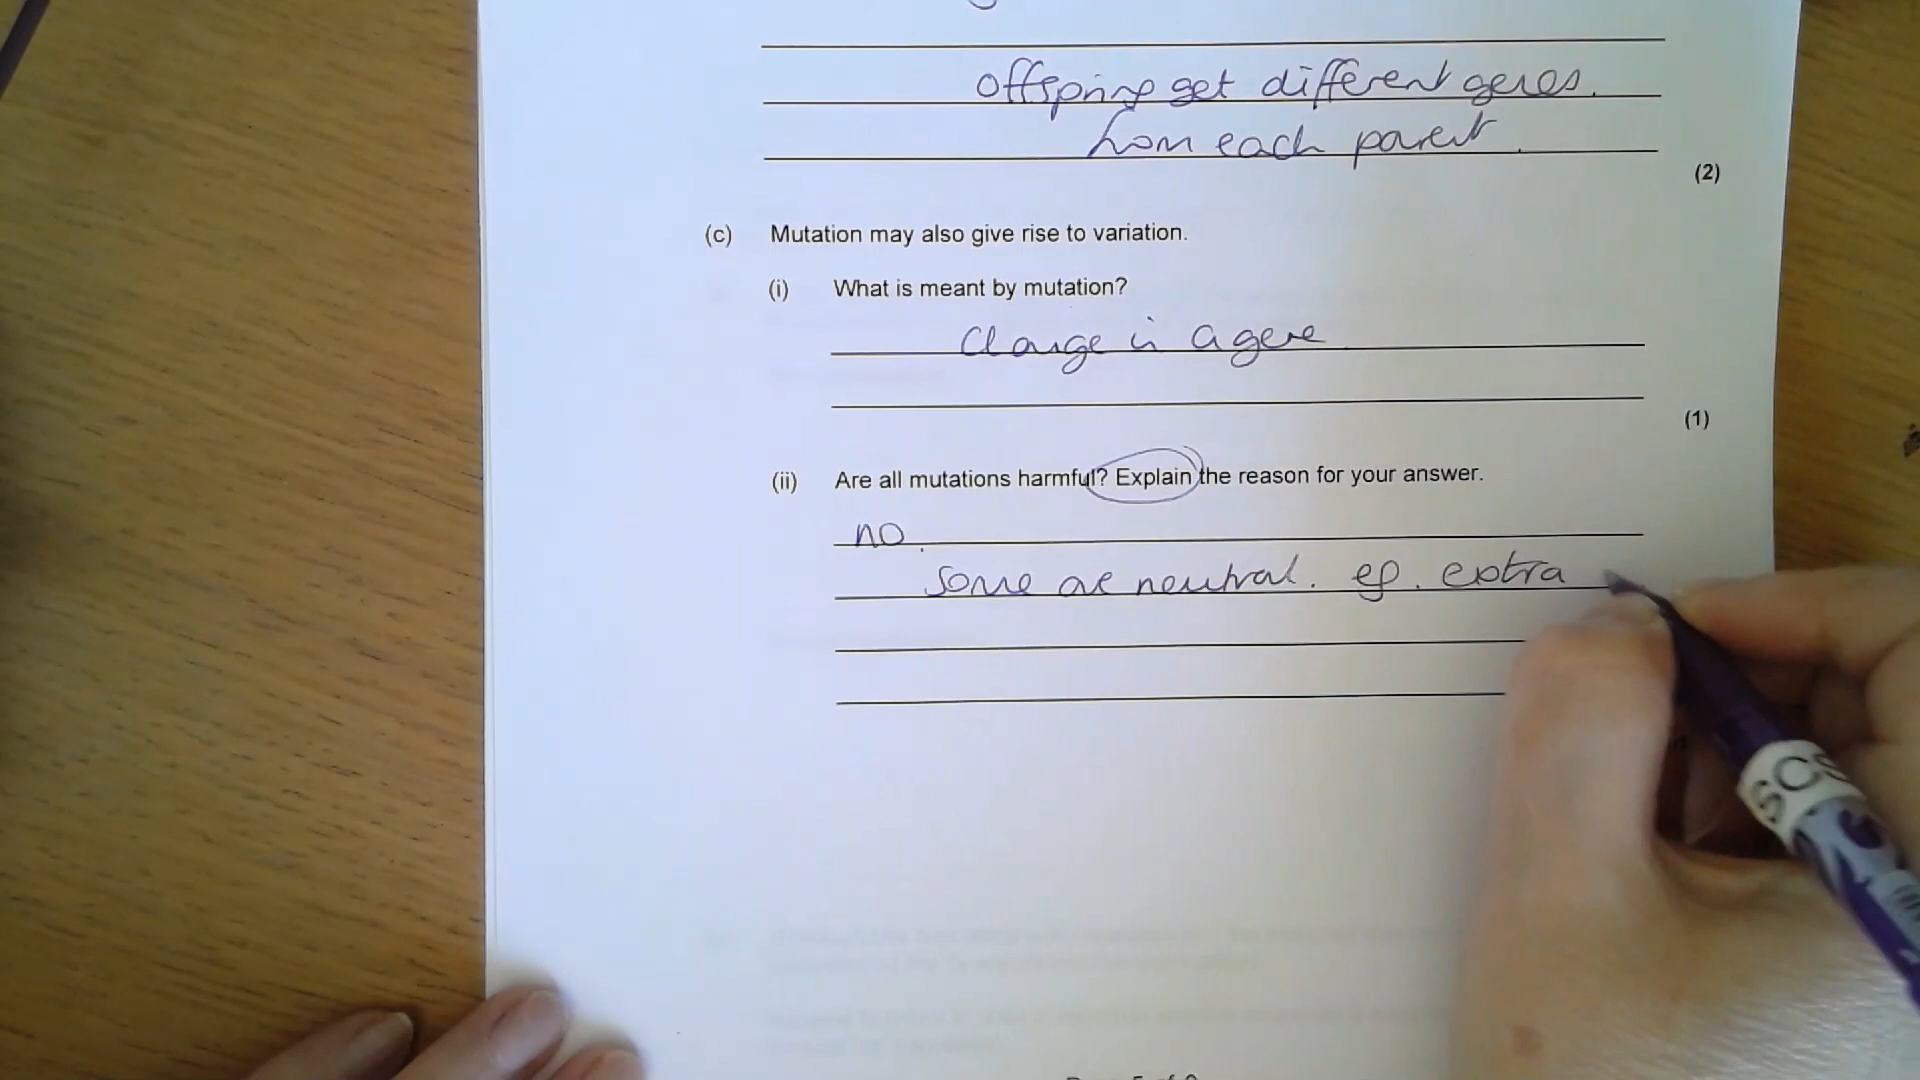 Offspring get different genes.
from each parent.
(2)
(c) Mutation may also give rise to variation.
(i) What is meant by mutation?
Change in a gene
(1)
(ii) Are all mutations harmful? Explain the reason for your answer.
no.
Some are neutral. eg. extra
SCS